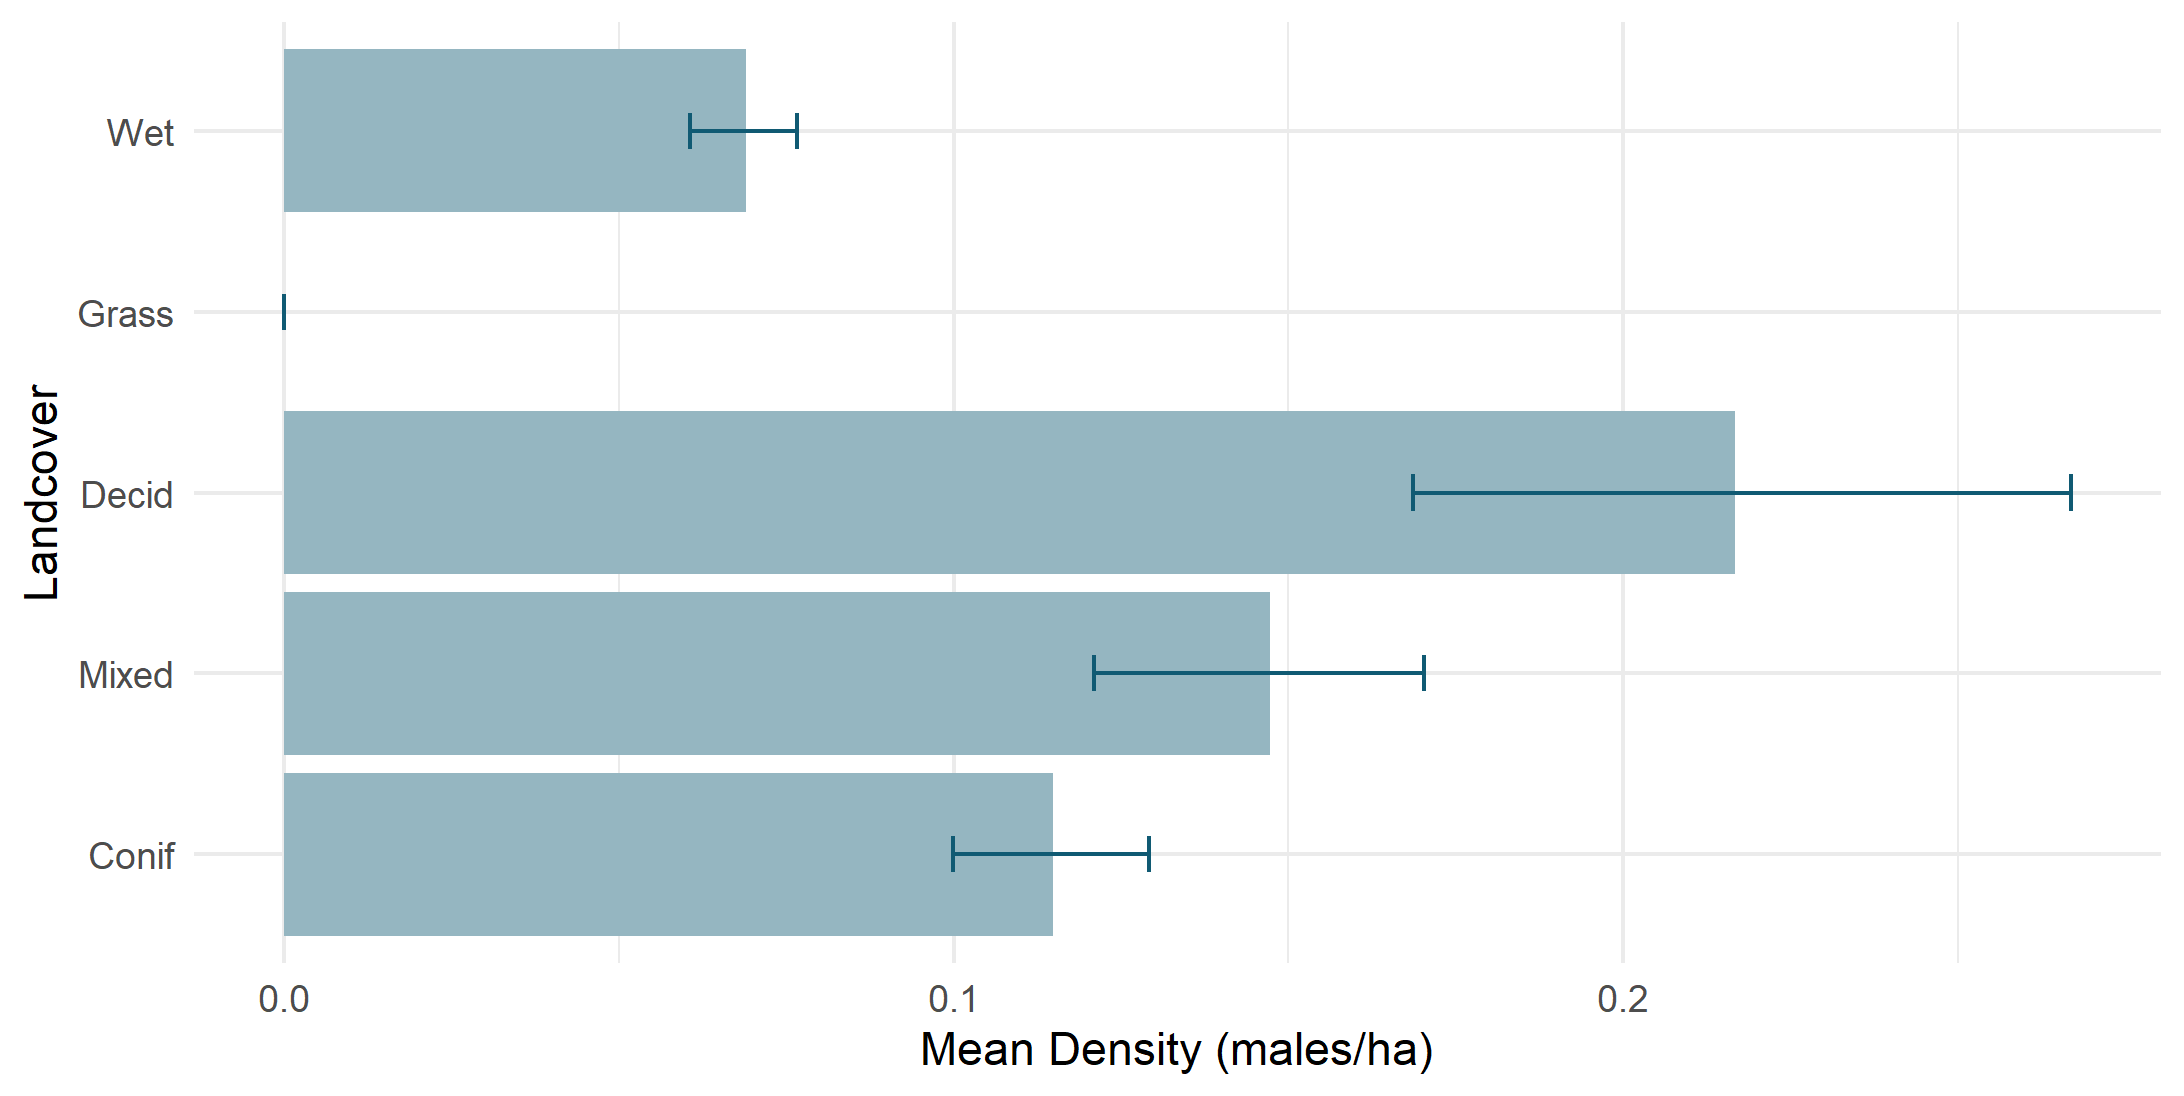 Landcover
Wet
Grass
Decid
Mixed
Conif
0.0 0.1 0.2
Mean Density (males/ha)